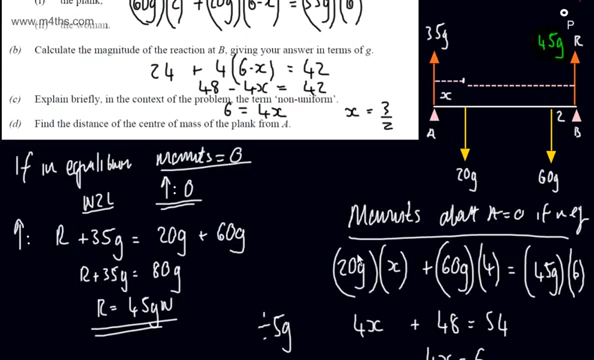 (60g)(2) + (20g)(6-x) = (35g)(6)
www.m4ths.com
(i) the plank,
(ii) the woman.
(b) Calculate the magnitude of the reaction at B, giving your answer in terms of g.
24 + 4(6-x) = 42
48 - 4x = 42
(c) Explain briefly, in the context of the problem, the term ‘non-uniform’.
6 = 4x
x = 3/2
(d) Find the distance of the centre of mass of the plank from A.
P
35g
45g R
x
2
A
B
20g
60g
If in equilibrium moments = 0
N2L ↑: 0
↑: R + 35g = 20g + 60g
R + 35g = 80g
R = 45gN
Moments about A=0 if in eq
(20g)(x) + (60g)(4) = (45g)(6)
÷5g
4x + 48 = 54
4x = 6